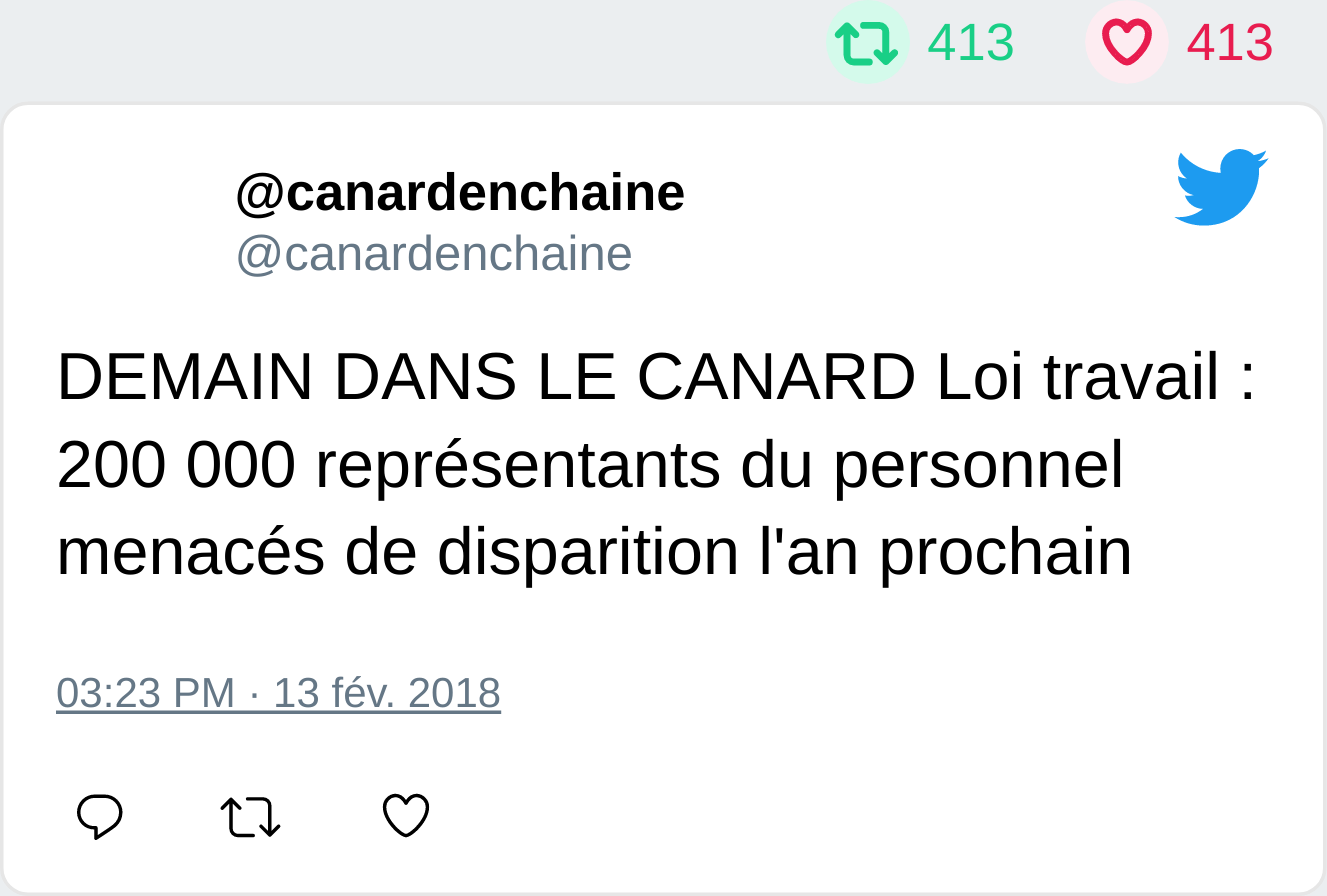 413 413
@canardenchaine
@canardenchaine
DEMAIN DANS LE CANARD Loi travail :
200 000 représentants du personnel
menacés de disparition l'an prochain
03:23 PM · 13 fév. 2018